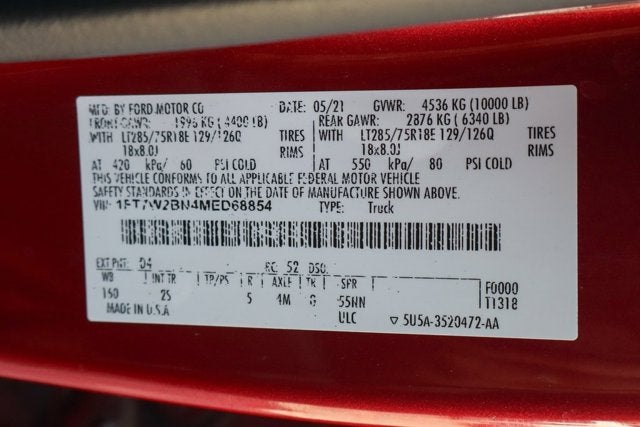 MFD. BY FORD MOTOR CO DATE: 05/21 GVWR: 4536 KG (10000 LB)
FRONT GAWR: 1996 KG (4400 LB) REAR GAWR: 2876 KG (6340 LB)
WITH LT285/75R18E 129/126Q TIRES WITH LT285/75R18E 129/126Q TIRES
18x8.0J RIMS 18x8.0J RIMS
AT 420 kPa/ 60 PSI COLD AT 550 kPa/ 80 PSI COLD
THIS VEHICLE CONFORMS TO ALL APPLICABLE FEDERAL MOTOR VEHICLE
SAFETY STANDARDS IN EFFECT ON THE DATE OF MANUFACTURE SHOWN ABOVE.
VIN: 1FT7W2BN4MED68854 TYPE: Truck
EXT PNT: D4 RC: 52 DSO:
WB INT TR TP/PS R AXLE TR SPR F0000
160 2S 5 4M G 55NN T1318
MADE IN U.S.A ULC ▽ 5U5A-3520472-AA